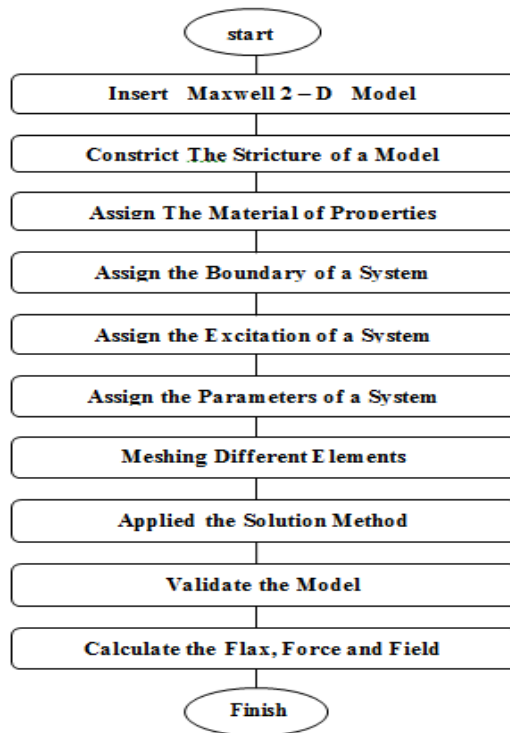 start
Insert Maxwell 2 – D Model
Constrict The Stricture of a Model
Assign The Material of Properties
Assign the Boundary of a System
Assign the Excitation of a System
Assign the Parameters of a System
Meshing Different Elements
Applied the Solution Method
Validate the Model
Calculate the Flax, Force and Field
Finish